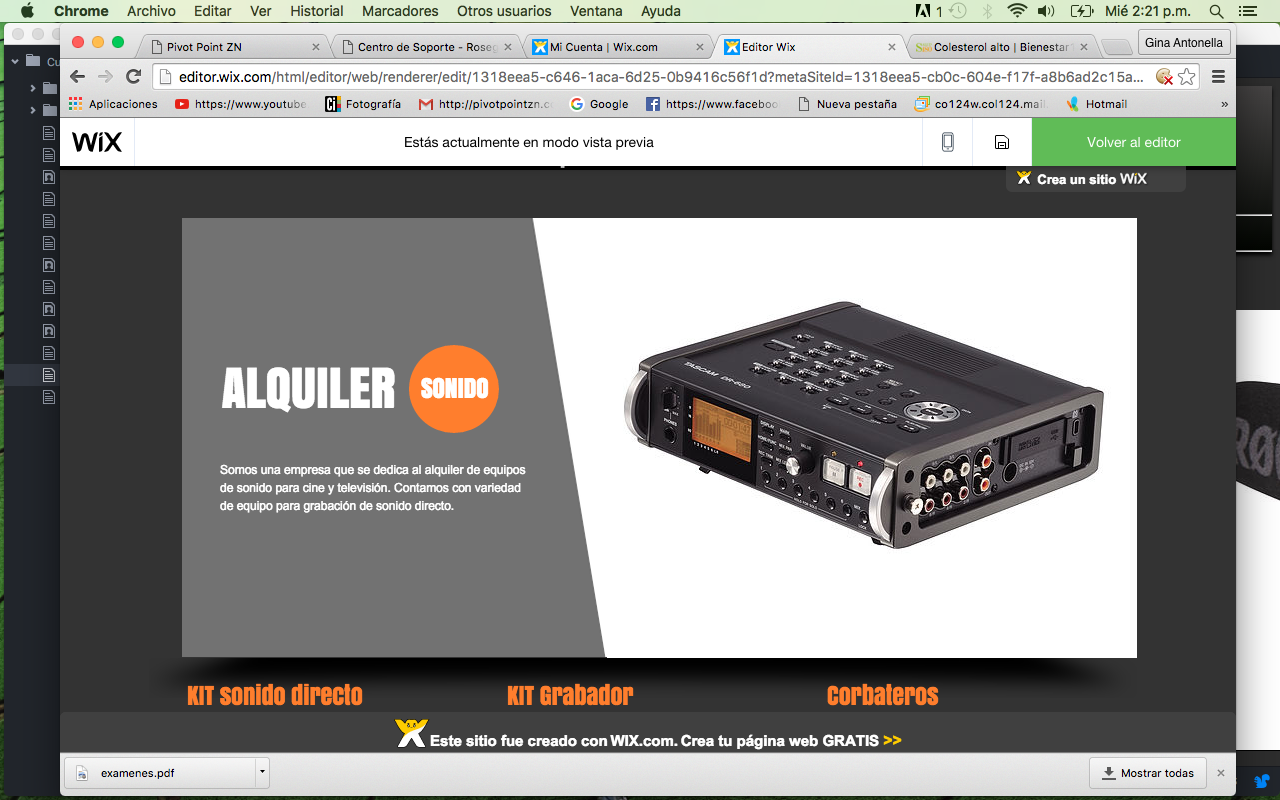 Chrome Archivo Editar Ver Historial Marcadores Otros usuarios Ventana Ayuda 1 Mié 2:21 p.m.
Cu
Pivot Point ZN Centro de Soporte - Roseg Mi Cuenta | Wix.com Editor Wix Colesterol alto | Bienestar Gina Antonella
editor.wix.com/html/editor/web/renderer/edit/1318eea5-c646-1aca-6d25-0b9416c56f1d?metaSiteId=1318eea5-cb0c-604e-f17f-a8b6ad2c15a...
Aplicaciones https://www.youtube Fotografía http://pivotpointzn.c Google https://www.faceboo Nueva pestaña co124w.col124.mail. Hotmail »
WiX Estás actualmente en modo vista previa Volver al editor
Crea un sitio WiX
ALQUILER SONIDO
Somos una empresa que se dedica al alquiler de equipos
de sonido para cine y televisión. Contamos con variedad
de equipo para grabación de sonido directo.
TASCAM DR-680
PHONES
DISPLAY
KIT sonido directo KIT Grabador Corbateros
Este sitio fue creado con WIX.com. Crea tu página web GRATIS >>
examenes.pdf Mostrar todas